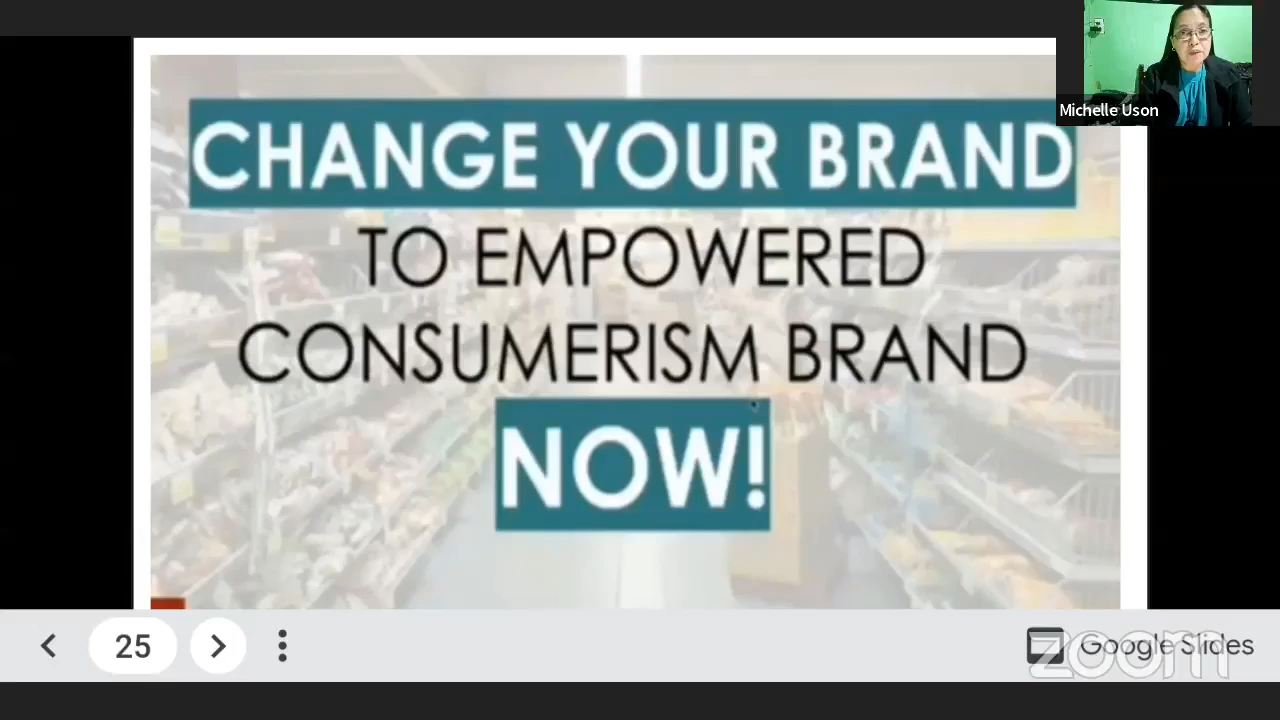 Michelle Uson
CHANGE YOUR BRAND
TO EMPOWERED
CONSUMERISM BRAND
NOW!
25
Google Slides
zoom